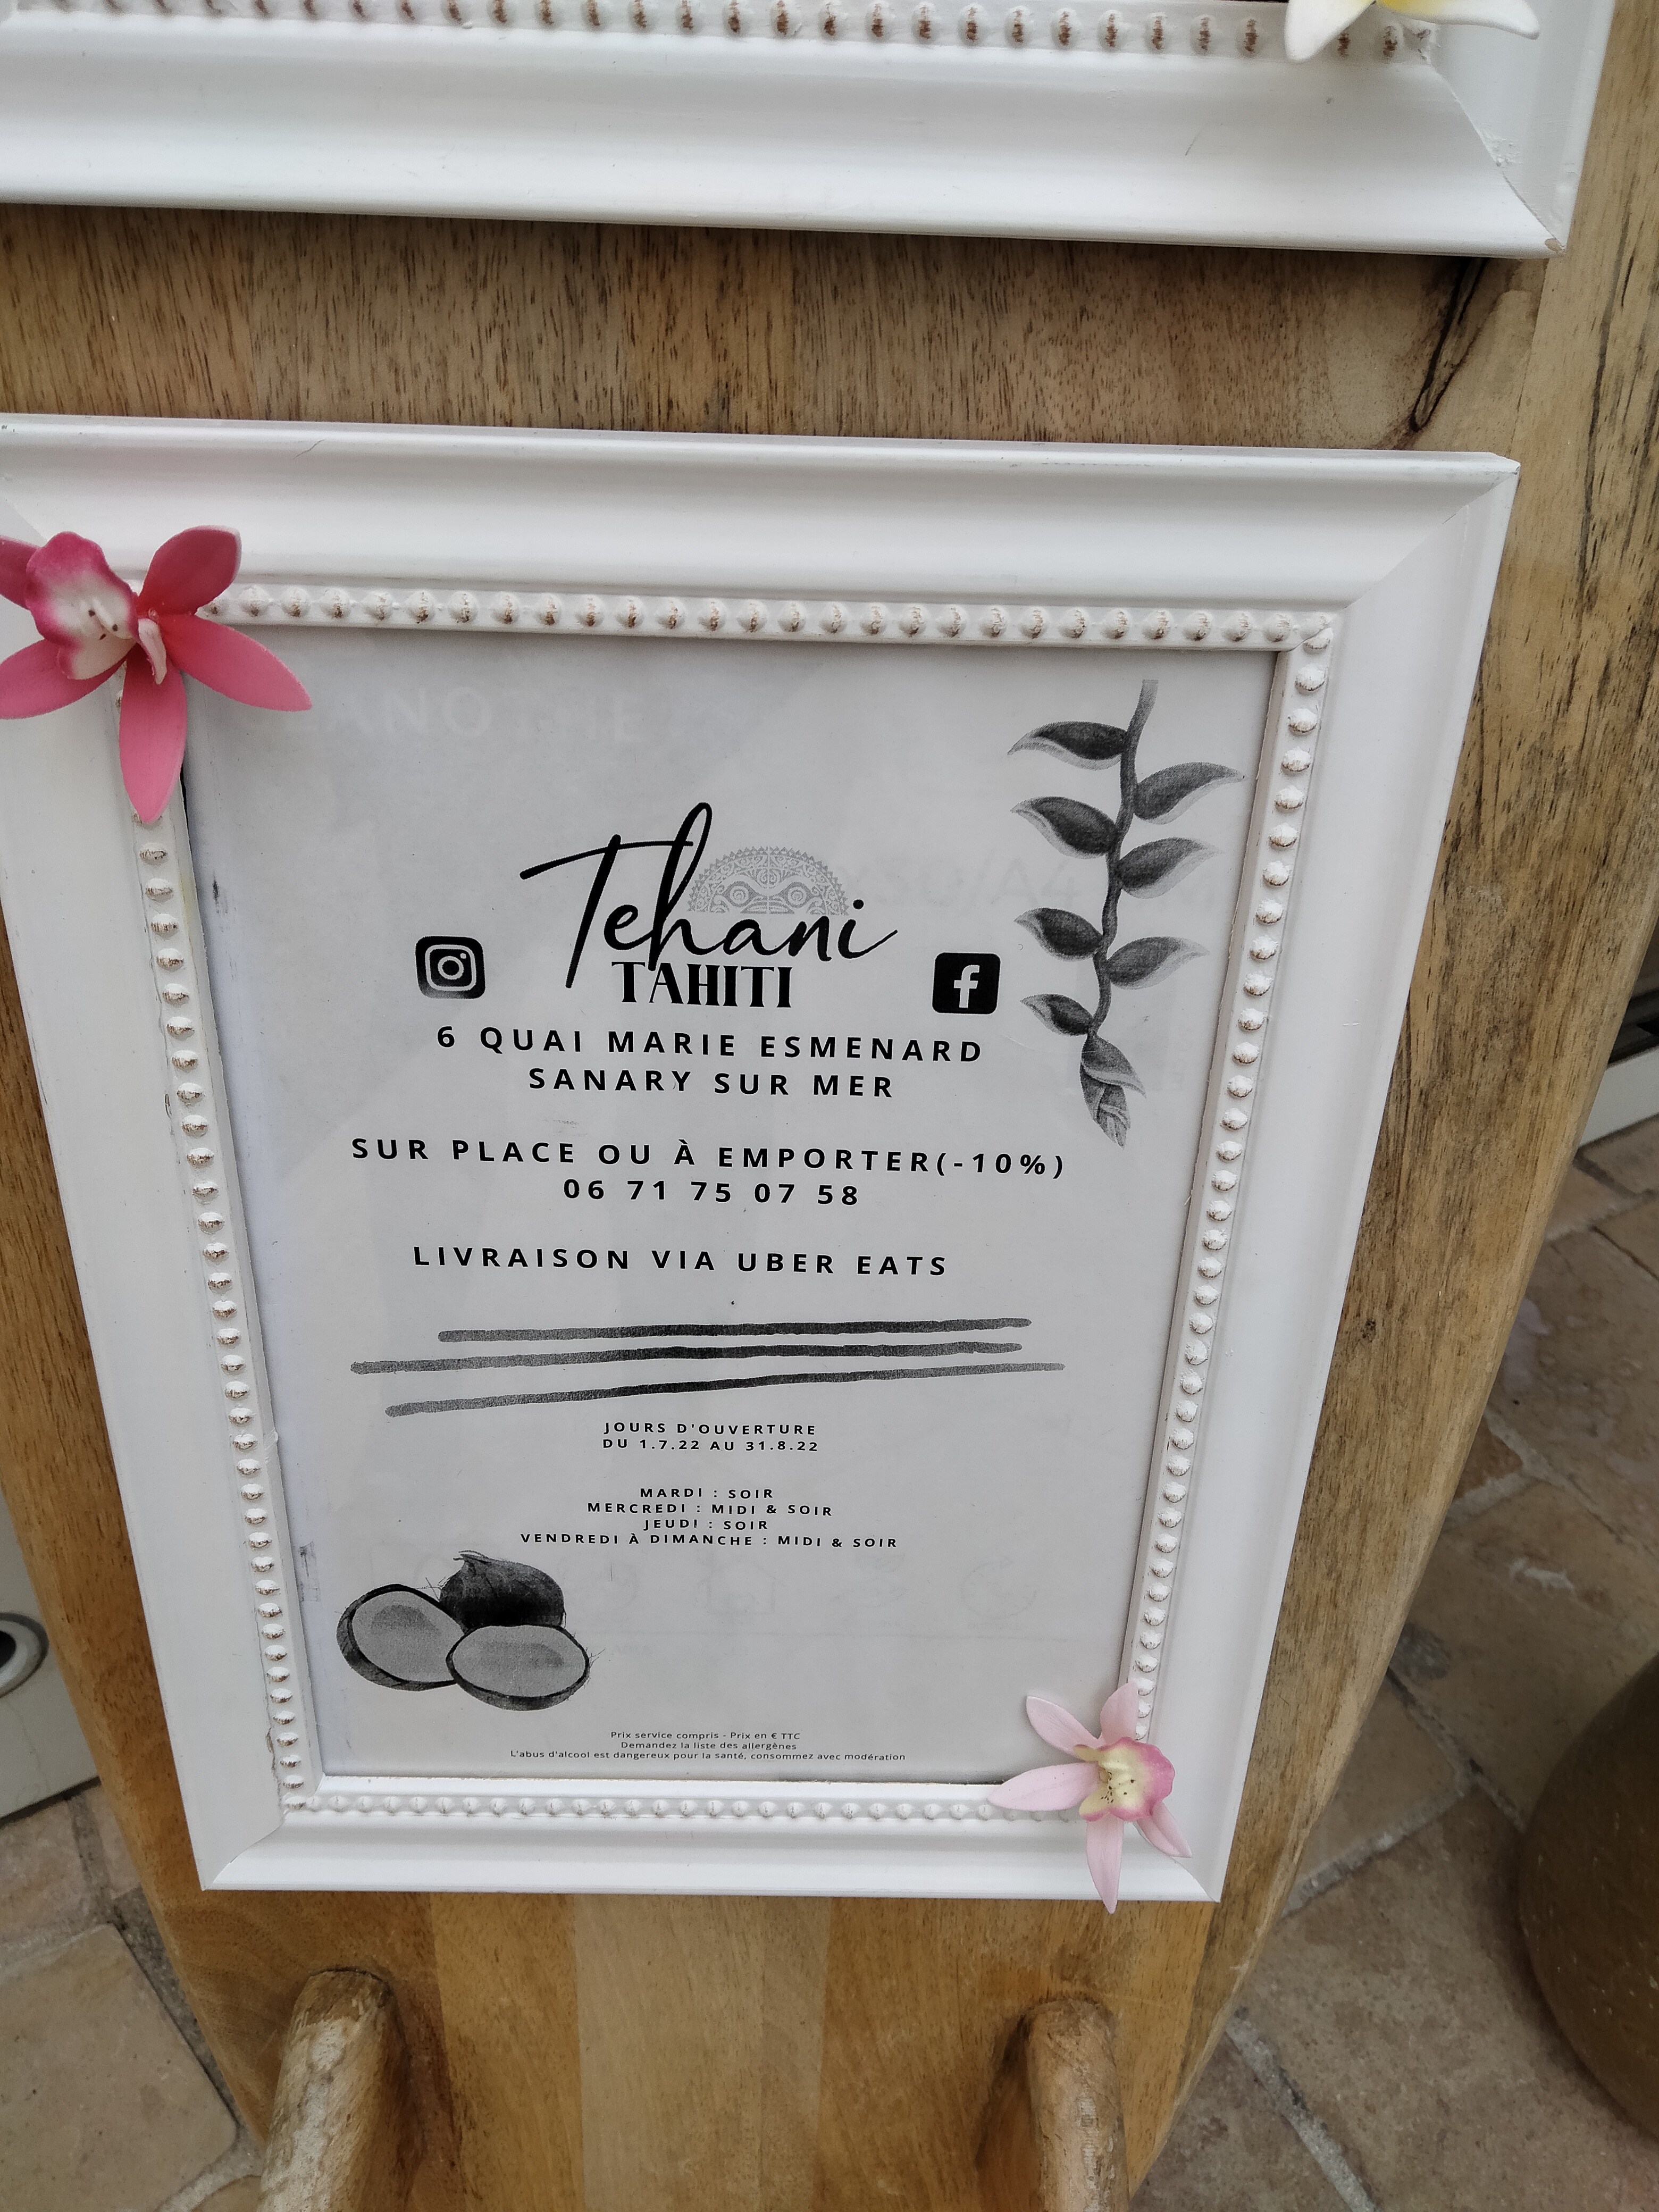 Tehani
TAHITI
6 QUAI MARIE ESMENARD
SANARY SUR MER
SUR PLACE OU À EMPORTER(-10%)
06 71 75 07 58
LIVRAISON VIA UBER EATS
JOURS D'OUVERTURE
DU 1.7.22 AU 31.8.22
MARDI : SOIR
MERCREDI : MIDI & SOIR
JEUDI : SOIR
VENDREDI À DIMANCHE : MIDI & SOIR
Prix service compris - Prix en € TTC
Demandez la liste des allergènes
L'abus d'alcool est dangereux pour la santé, consommez avec modération